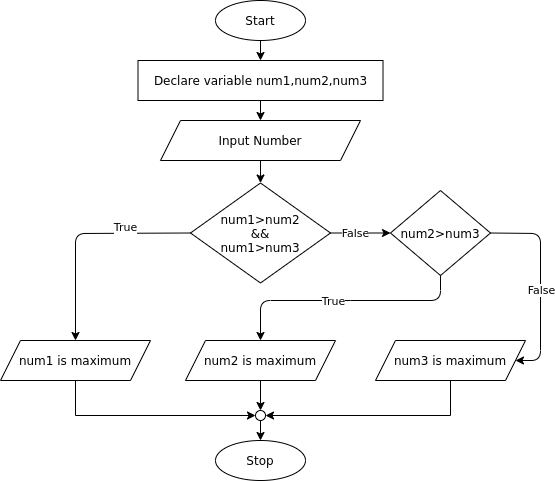 Start
Declare variable num1,num2,num3
Input Number
num1>num2
&&
num1>num3
True
False
num2>num3
True
False
num1 is maximum
num2 is maximum
num3 is maximum
Stop